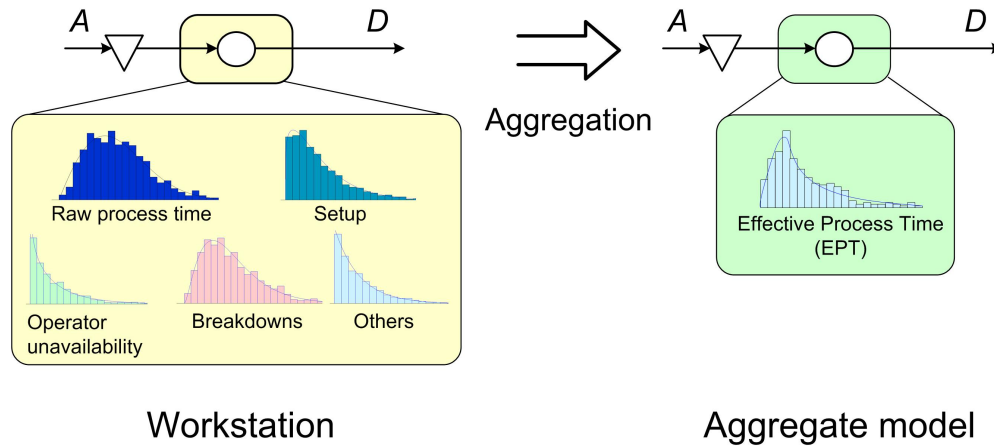 A
D
A
D
Aggregation
Raw process time
Setup
Operator
unavailability
Breakdowns
Others
Effective Process Time
(EPT)
Workstation
Aggregate model